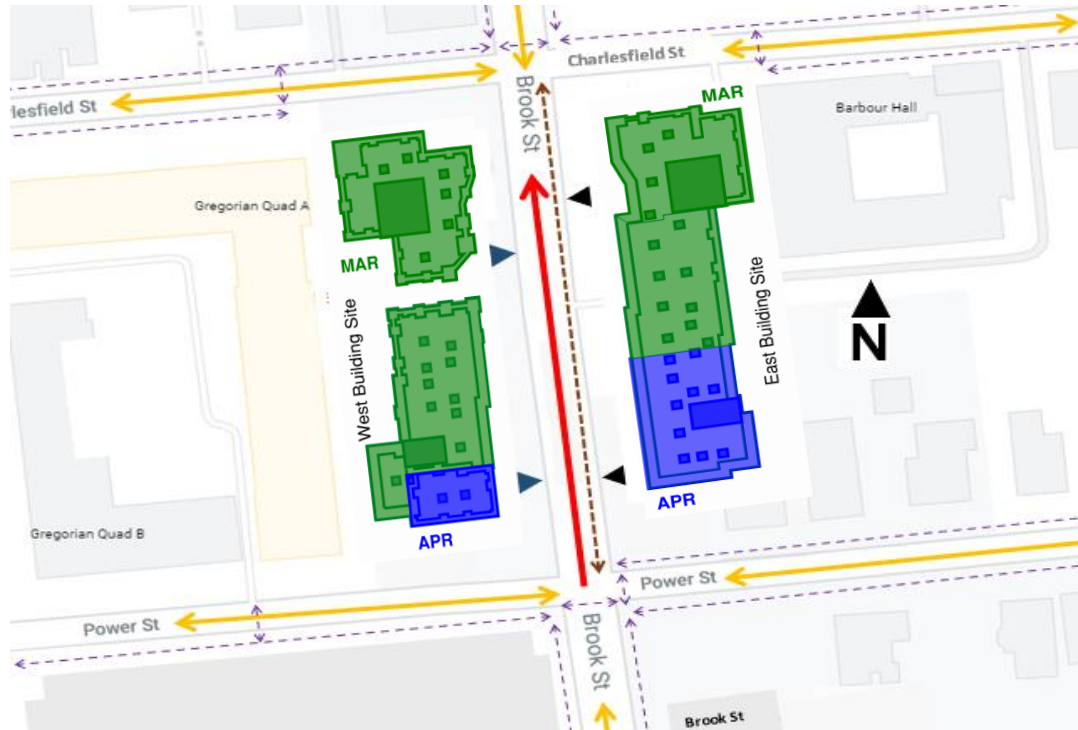 Charlesfield St
MAR
lesfield St
Brook St
Barbour Hall
Gregorian Quad A
MAR
West Building Site
East Building Site
N
Gregorian Quad B
APR
APR
Power St
Power St
Brook St
Brook St